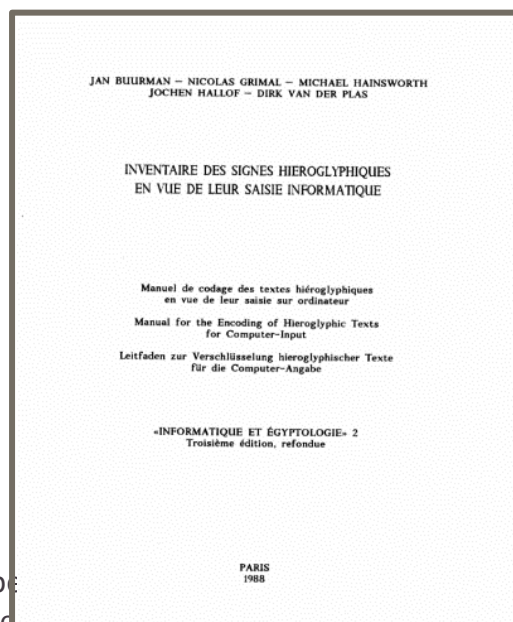 JAN BUURMAN – NICOLAS GRIMAL – MICHAEL HAINSWORTH
JOCHEN HALLOF – DIRK VAN DER PLAS
INVENTAIRE DES SIGNES HIEROGLYPHIQUES
EN VUE DE LEUR SAISIE INFORMATIQUE
Manuel de codage des textes hiéroglyphiques
en vue de leur saisie sur ordinateur
Manual for the Encoding of Hieroglyphic Texts
for Computer-Input
Leitfaden zur Verschlüsselung hieroglyphischer Texte
für die Computer-Angabe
«INFORMATIQUE ET ÉGYPTOLOGIE» 2
Troisième édition, refondue
PARIS
1988